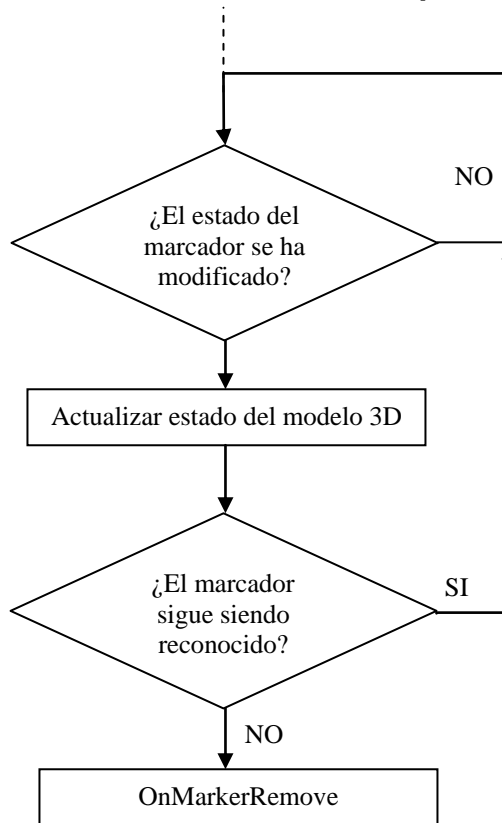 NO
¿El estado del
marcador se ha
modificado?
Actualizar estado del modelo 3D
¿El marcador
sigue siendo
reconocido?
SI
NO
OnMarkerRemove